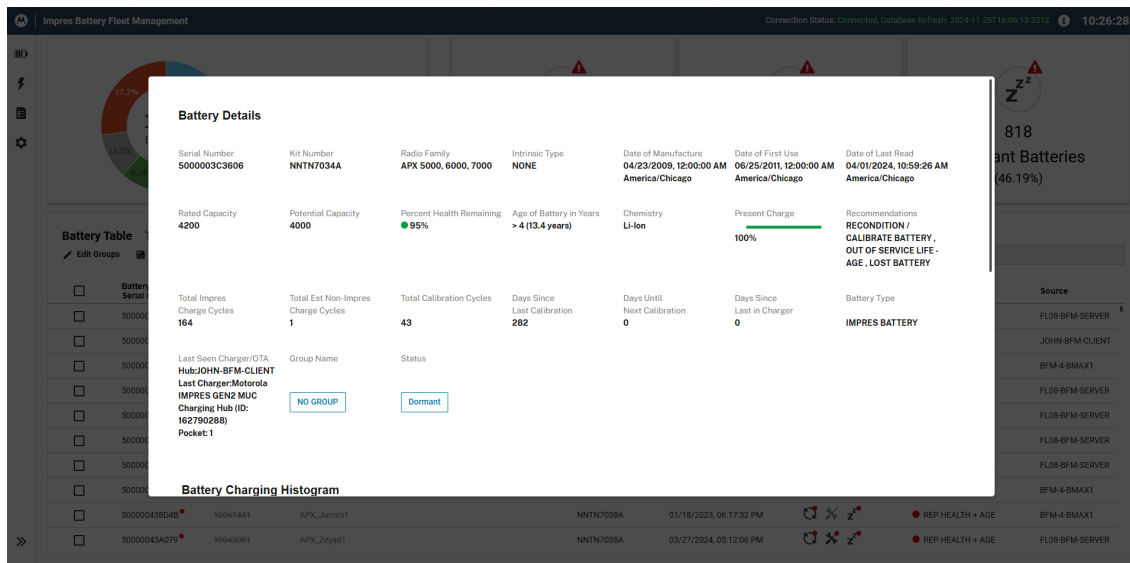 Impres Battery Fleet Management
Connection Status: Connected, Database Refresh: 2024-11-26T16:06:13.321Z
10:26:28
27.2%
11.2%
818
ant Batteries
(46.19%)
Battery Details
Serial Number
5000003C3606
Kit Number
NNTN7034A
Radio Family
APX 5000, 6000, 7000
Intrinsic Type
NONE
Date of Manufacture
04/23/2009, 12:00:00 AM
America/Chicago
Date of First Use
06/25/2011, 12:00:00 AM
America/Chicago
Date of Last Read
04/01/2024, 10:59:26 AM
America/Chicago
Rated Capacity
4200
Potential Capacity
4000
Percent Health Remaining
95%
Age of Battery in Years
> 4 (13.4 years)
Chemistry
Li-Ion
Present Charge
100%
Recommendations
RECONDITION /
CALIBRATE BATTERY ,
OUT OF SERVICE LIFE -
AGE , LOST BATTERY
Total Impres
Charge Cycles
164
Total Est Non-Impres
Charge Cycles
1
Total Calibration Cycles
43
Days Since
Last Calibration
282
Days Until
Next Calibration
0
Days Since
Last in Charger
0
Battery Type
IMPRES BATTERY
Last Seen Charger/OTA
Hub:JOHN-BFM-CLIENT
Last Charger:Motorola
IMPRES GEN2 MUC
Charging Hub (ID:
162790288)
Pocket: 1
Group Name
NO GROUP
Status
Dormant
Battery Charging Histogram
Battery Table
Edit Groups
Battery
Serial
Source
50000
FL08-BFM-SERVER
50000
JOHN-BFM-CLIENT
50000
BFM-4-BMAX1
50000
FL08-BFM-SERVER
50000
FL08-BFM-SERVER
50000
FL08-BFM-SERVER
50000
FL08-BFM-SERVER
50000
BFM-4-BMAX1
500000438D4B 10061441 APX_James1 NNTN7038A 01/18/2023, 06:17:32 PM REP HEALTH + AGE BFM-4-BMAX1
50000043A079 10043081 APX_Zeyad1 NNTN7038A 03/27/2024, 05:12:06 PM REP HEALTH + AGE FL08-BFM-SERVER